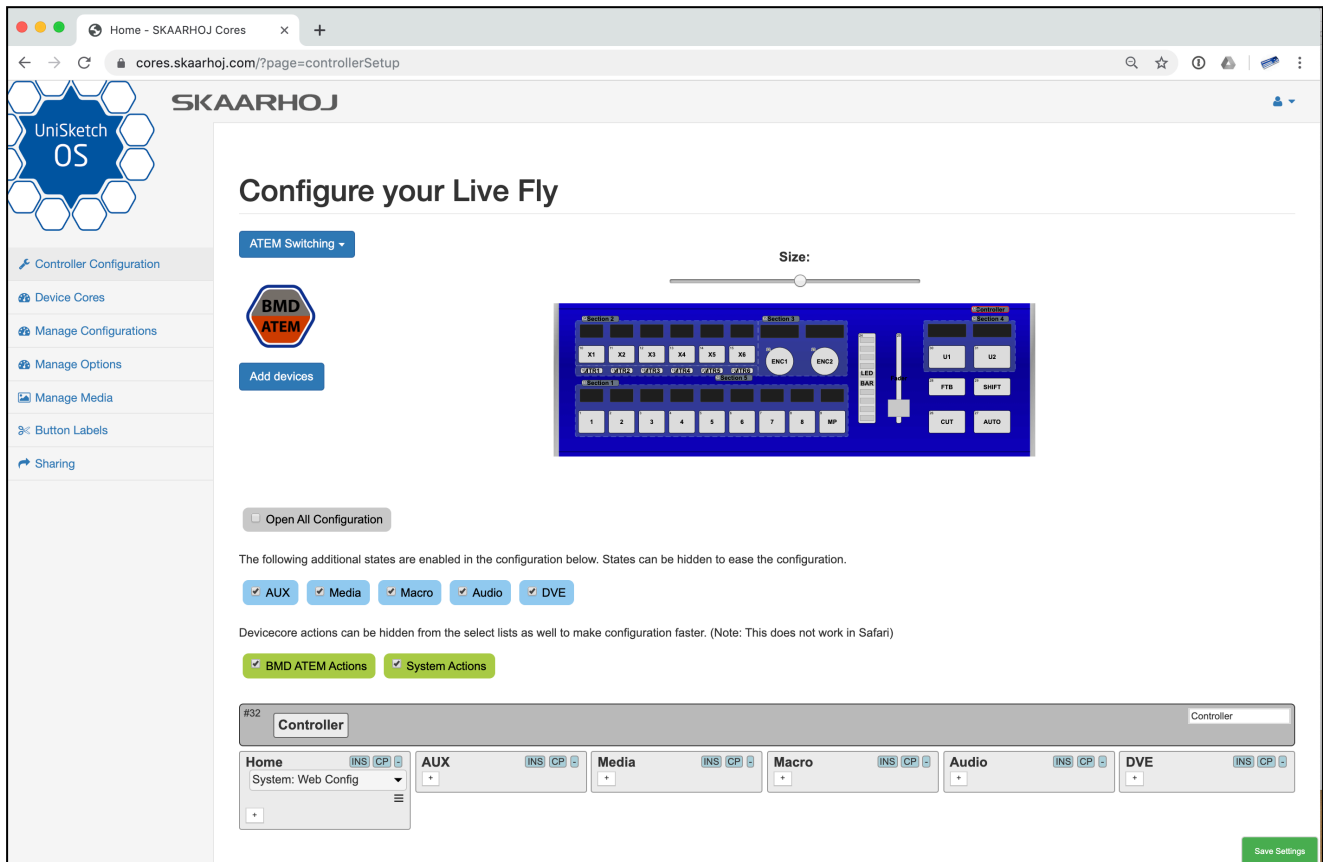 Home - SKAARHOJ Cores
cores.skaarhoj.com/?page=controllerSetup
UniSketch
OS
SKAARHOJ
Controller Configuration
Device Cores
Manage Configurations
Manage Options
Manage Media
Button Labels
Sharing
Configure your Live Fly
ATEM Switching
BMD
ATEM
Add devices
Size:
Controller
Section 2
Section 3
Section 4
X1 X2 X3 X4 X5 X6
ENC1 ENC2
U1 U2
Section 1
Section 5
LED
BAR
FTB SHIFT
1 2 3 4 5 6 7 8 MP
CUT AUTO
Open All Configuration
The following additional states are enabled in the configuration below. States can be hidden to ease the configuration.
AUX Media Macro Audio DVE
Devicecore actions can be hidden from the select lists as well to make configuration faster. (Note: This does not work in Safari)
BMD ATEM Actions System Actions
#32
Controller
Controller
Home INS CP - AUX INS CP - Media INS CP - Macro INS CP - Audio INS CP - DVE INS CP -
System: Web Config + + + + +
+
Save Settings